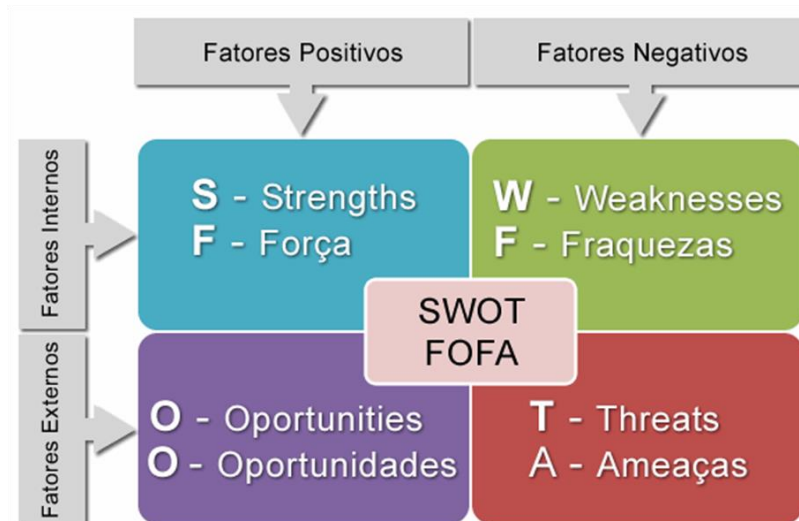 Fatores Positivos
Fatores Negativos
Fatores Internos
S - Strengths
F - Força
W - Weaknesses
F - Fraquezas
SWOT
FOFA
Fatores Externos
O - Oportunities
O - Oportunidades
T - Threats
A - Ameaças